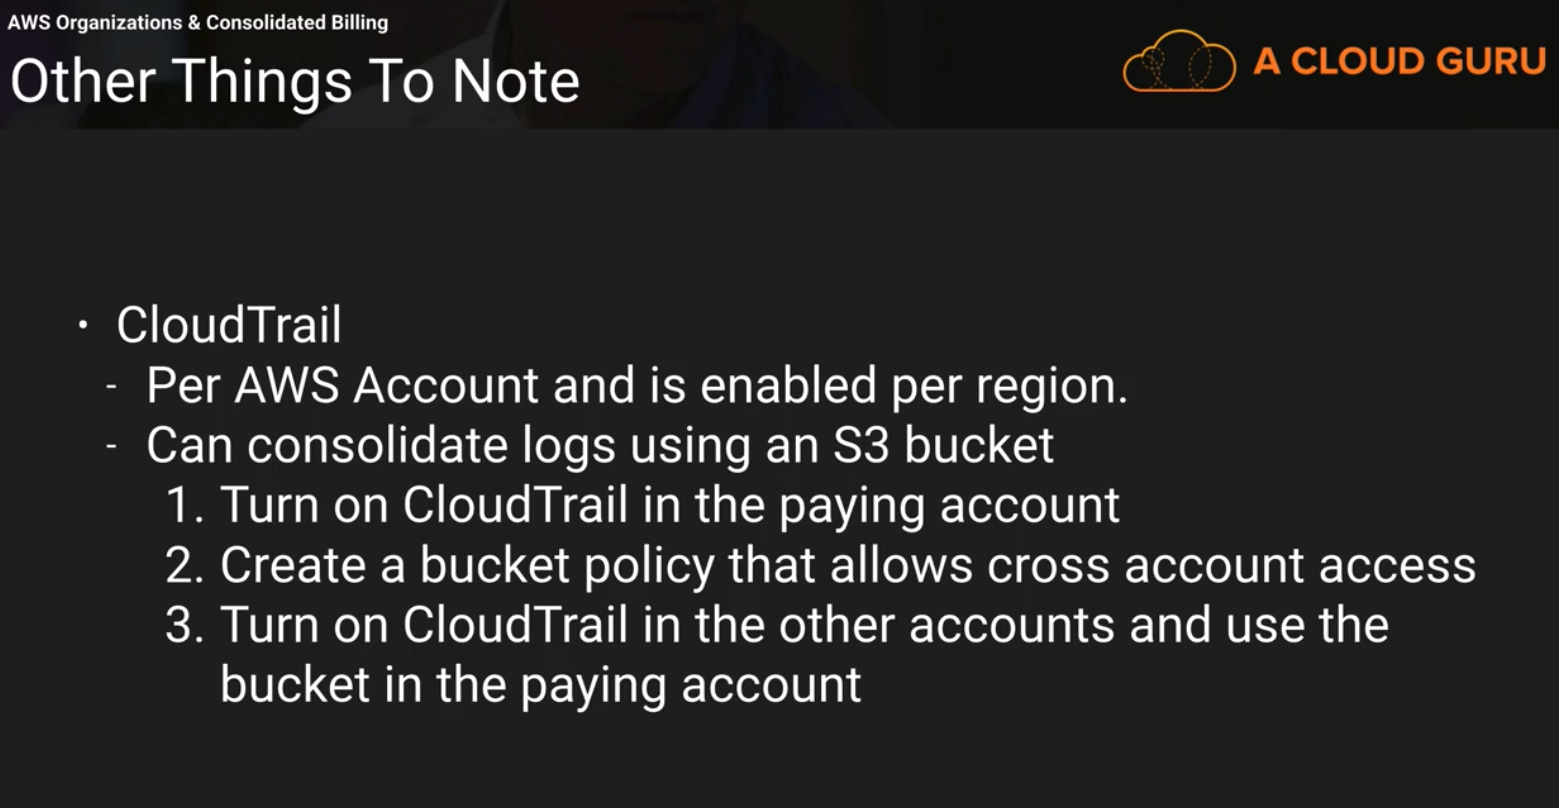 AWS Organizations & Consolidated Billing
Other Things To Note
A CLOUD GURU
• CloudTrail
- Per AWS Account and is enabled per region.
- Can consolidate logs using an S3 bucket
1. Turn on CloudTrail in the paying account
2. Create a bucket policy that allows cross account access
3. Turn on CloudTrail in the other accounts and use the
bucket in the paying account